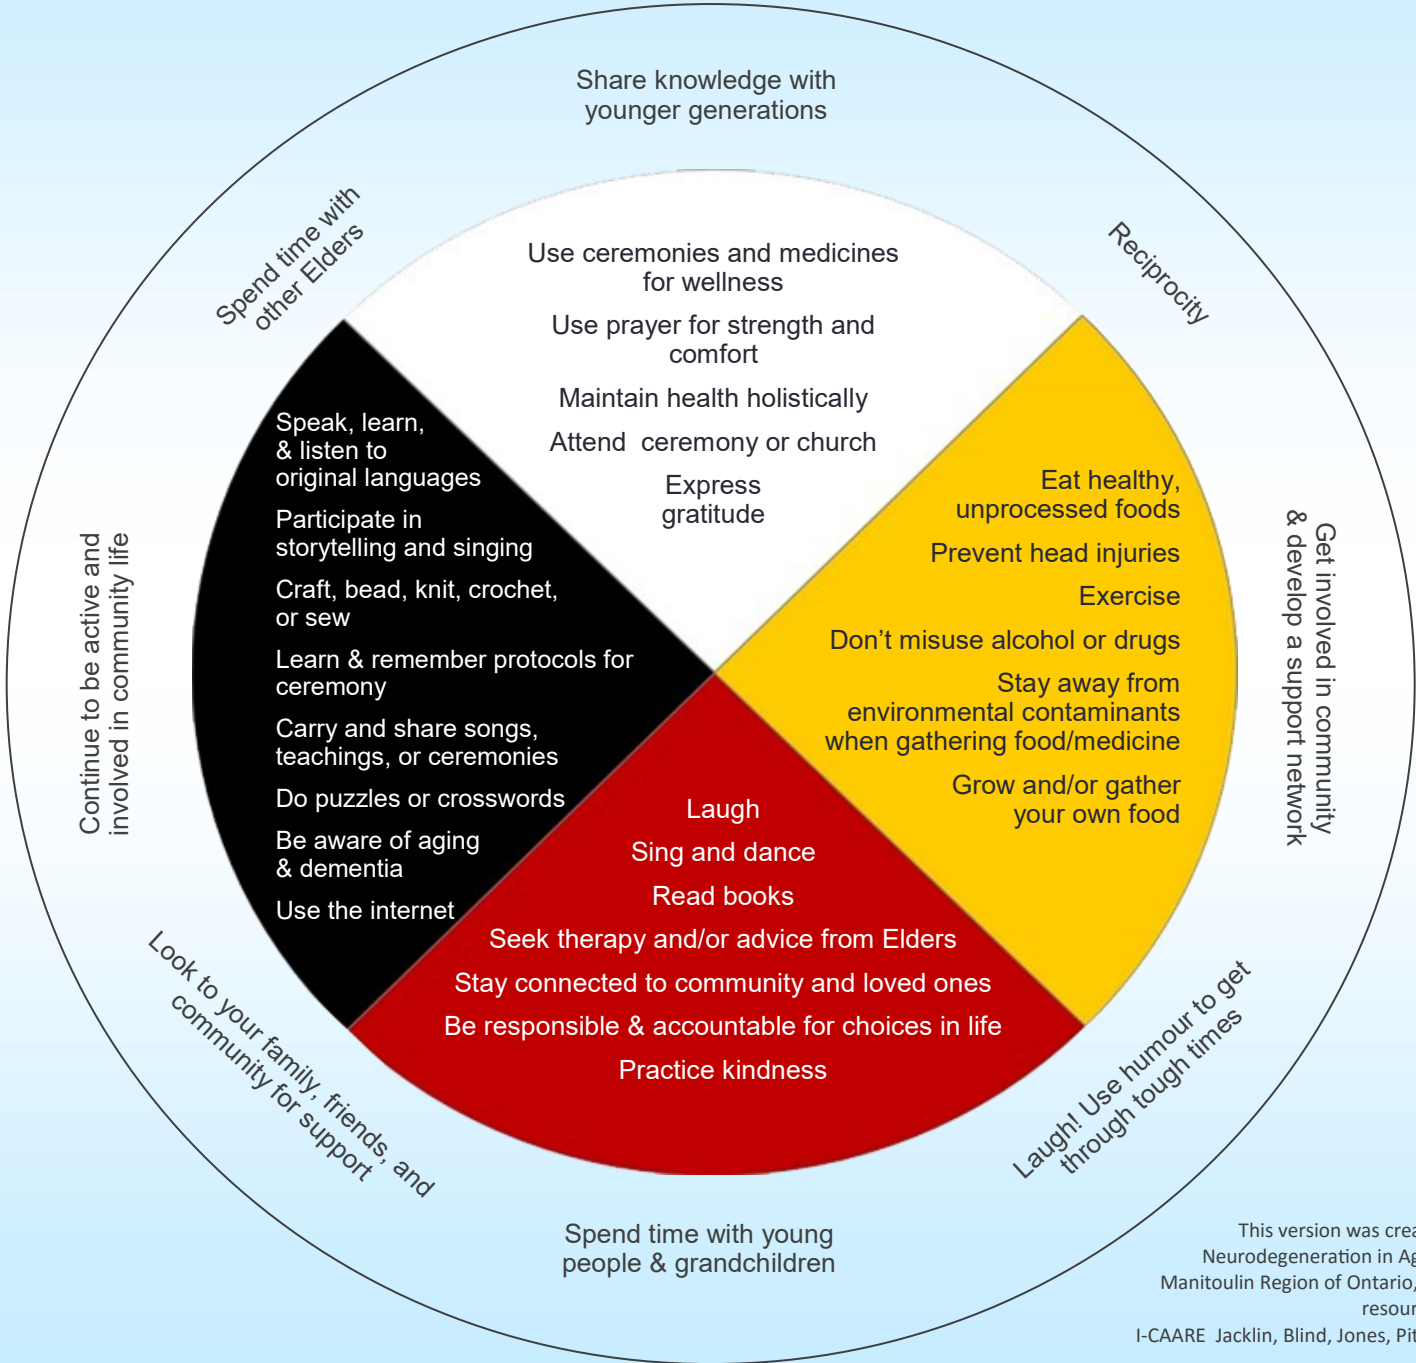 Share knowledge with
younger generations
Spend time with
other Elders
Reciprocity
Use ceremonies and medicines
for wellness
Use prayer for strength and
comfort
Maintain health holistically
Attend ceremony or church
Express
gratitude
Speak, learn,
& listen to
original languages
Participate in
storytelling and singing
Craft, bead, knit, crochet,
or sew
Learn & remember protocols for
ceremony
Carry and share songs,
teachings, or ceremonies
Do puzzles or crosswords
Be aware of aging
& dementia
Use the internet
Eat healthy,
unprocessed foods
Prevent head injuries
Exercise
Don’t misuse alcohol or drugs
Stay away from
environmental contaminants
when gathering food/medicine
Grow and/or gather
your own food
Continue to be active and
involved in community life
Get involved in community
& develop a support network
Laugh
Sing and dance
Read books
Seek therapy and/or advice from Elders
Stay connected to community and loved ones
Be responsible & accountable for choices in life
Practice kindness
Look to your family, friends, and
community for support
Laugh! Use humour to get
through tough times
Spend time with young
people & grandchildren
This version was
Neurodegeneration in
Manitoulin Region of Ontario,
I-CAARE Jacklin, Blind, Jones,